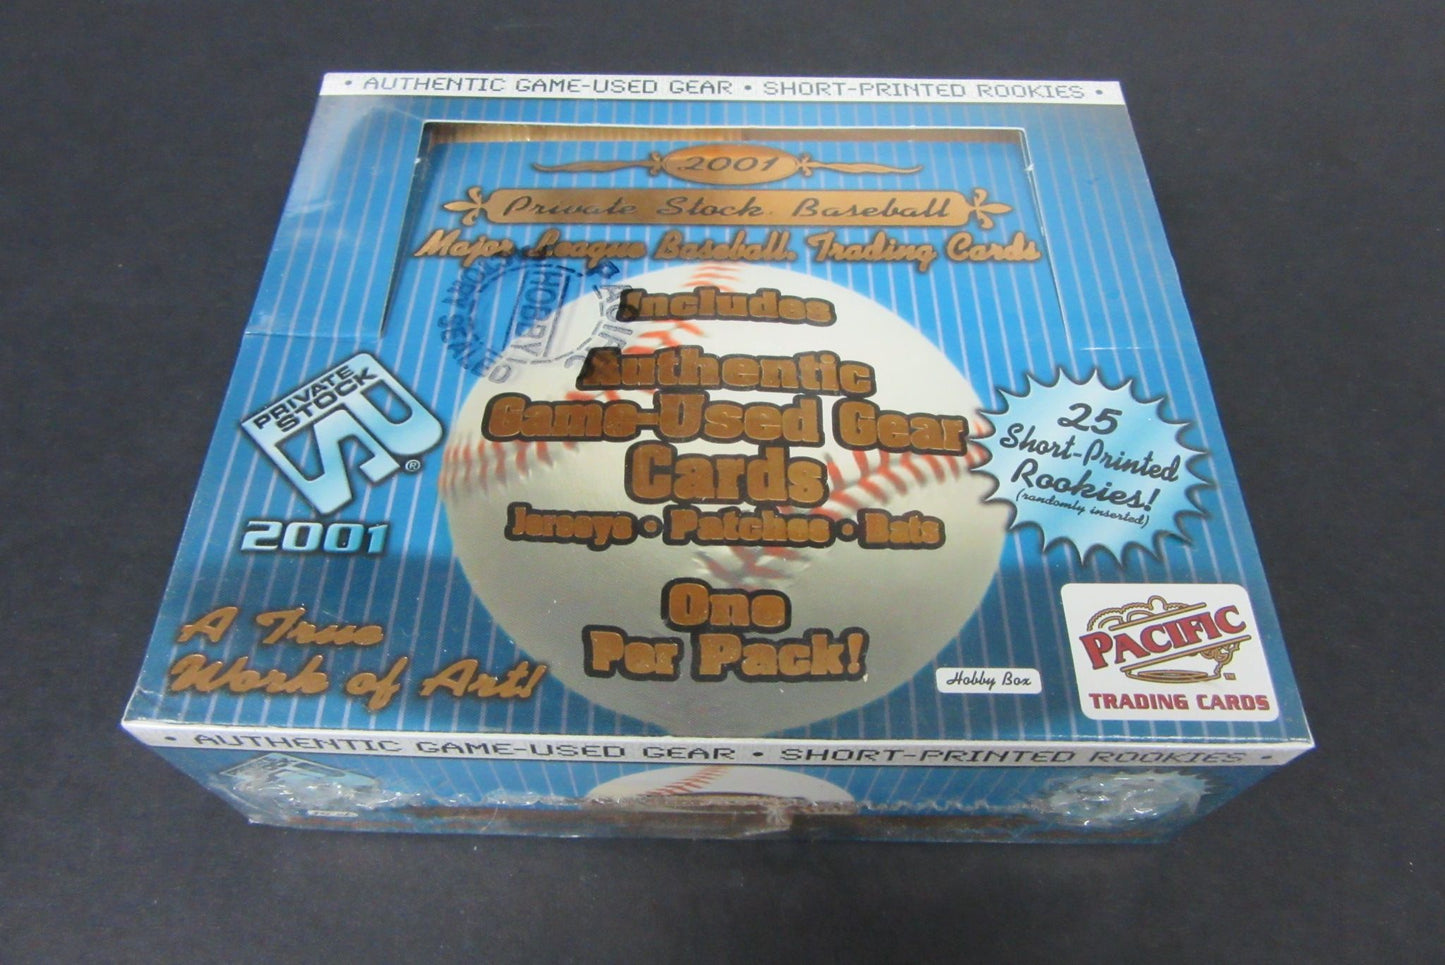 • AUTHENTIC GAME-USED GEAR • SHORT-PRINTED ROOKIES •
2001
Private Stock Baseball
Major League Baseball Trading Cards
PACIFIC
HOBBY
Includes
Authentic
Game-Used Gear
Cards
Jerseys • Patches • Bats
One
Per Pack!
PRIVATE
STOCK
®
2001
A True
Work of Art!
25
Short-Printed
Rookies!
(randomly inserted)
Hobby Box
PACIFIC
TRADING CARDS
• AUTHENTIC GAME-USED GEAR • SHORT-PRINTED ROOKIES •